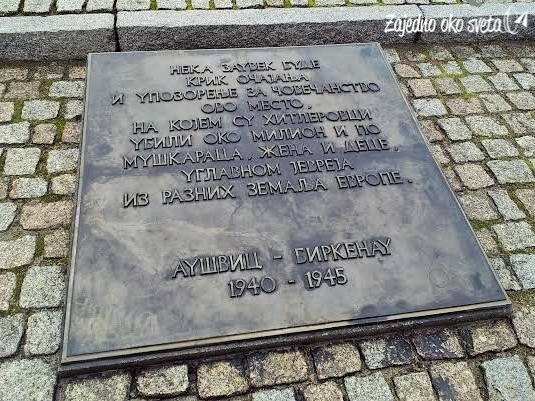 Zajedno oko sveta
НЕКА ЗАУВЕК БУДЕ
КРИК ОЧАЈАЊА
И УПОЗОРЕЊЕ ЗА ЧОВЕЧАНСТВО
ОВО МЕСТО,
НА КОЈЕМ СУ ХИТЛЕРОВЦИ
УБИЛИ ОКО МИЛИОН И ПО
МУШКАРАЦА, ЖЕНА И ДЕЦЕ,
УГЛАВНОМ ЈЕВРЕЈА
ИЗ РАЗНИХ ЗЕМАЉА ЕВРОПЕ.
АУШВИЦ - БИРКЕНАУ
1940 - 1945